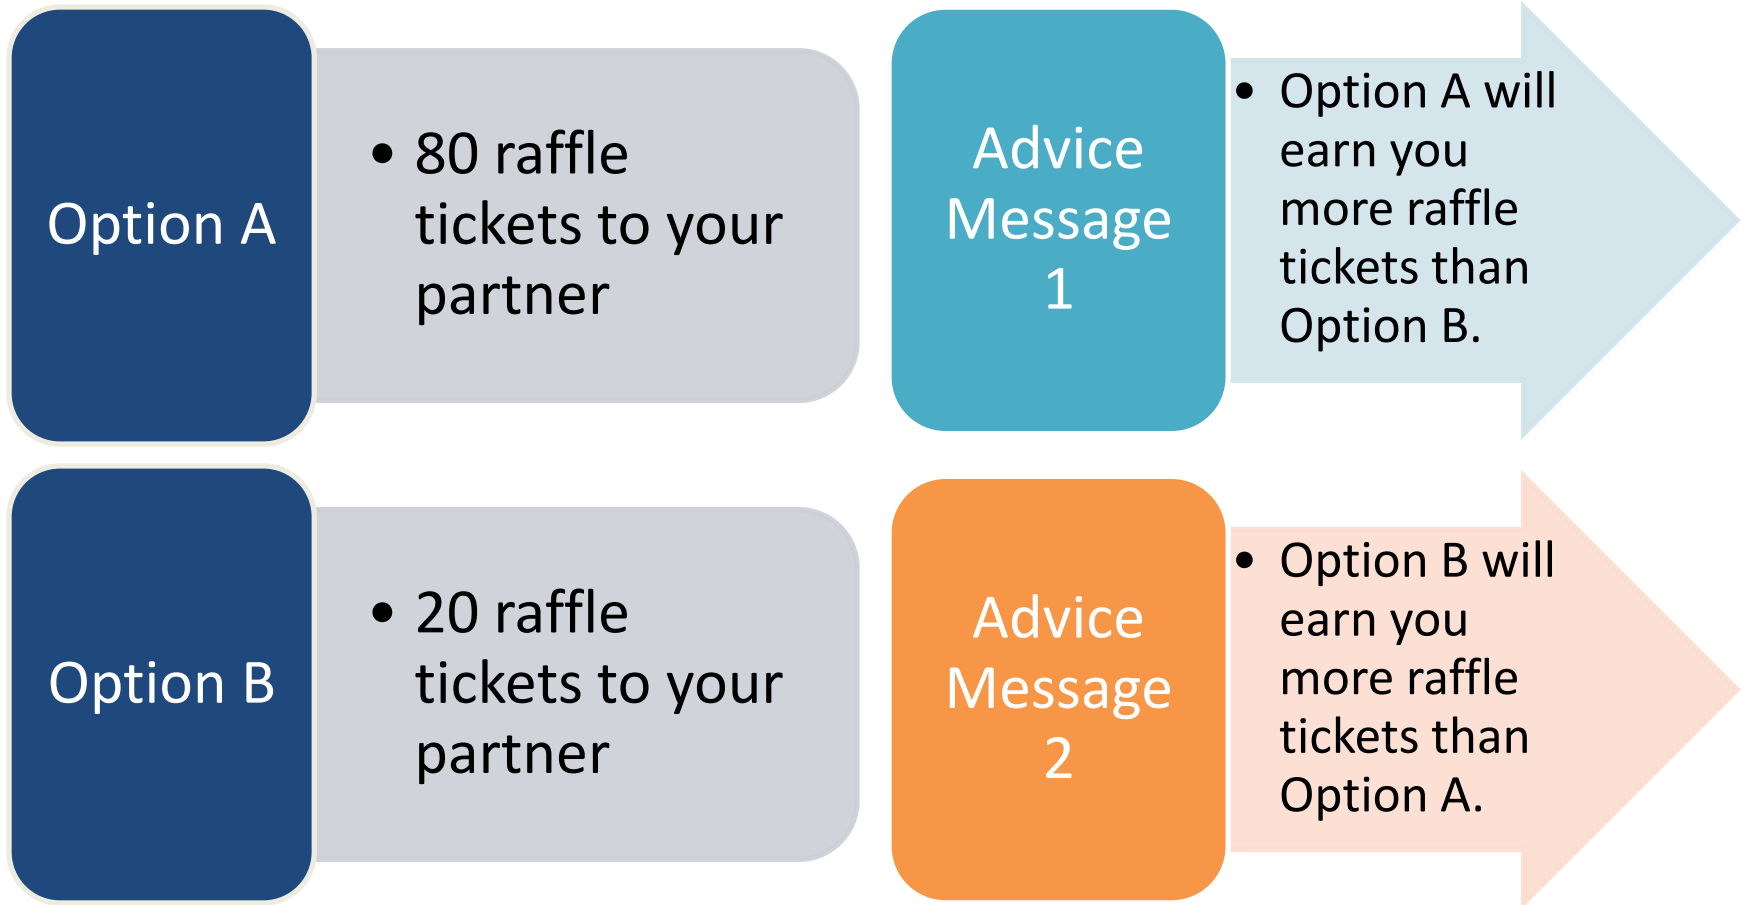 Option A
• 80 raffle
tickets to your
partner
Advice
Message
1
• Option A will
earn you
more raffle
tickets than
Option B.
Option B
• 20 raffle
tickets to your
partner
Advice
Message
2
• Option B will
earn you
more raffle
tickets than
Option A.